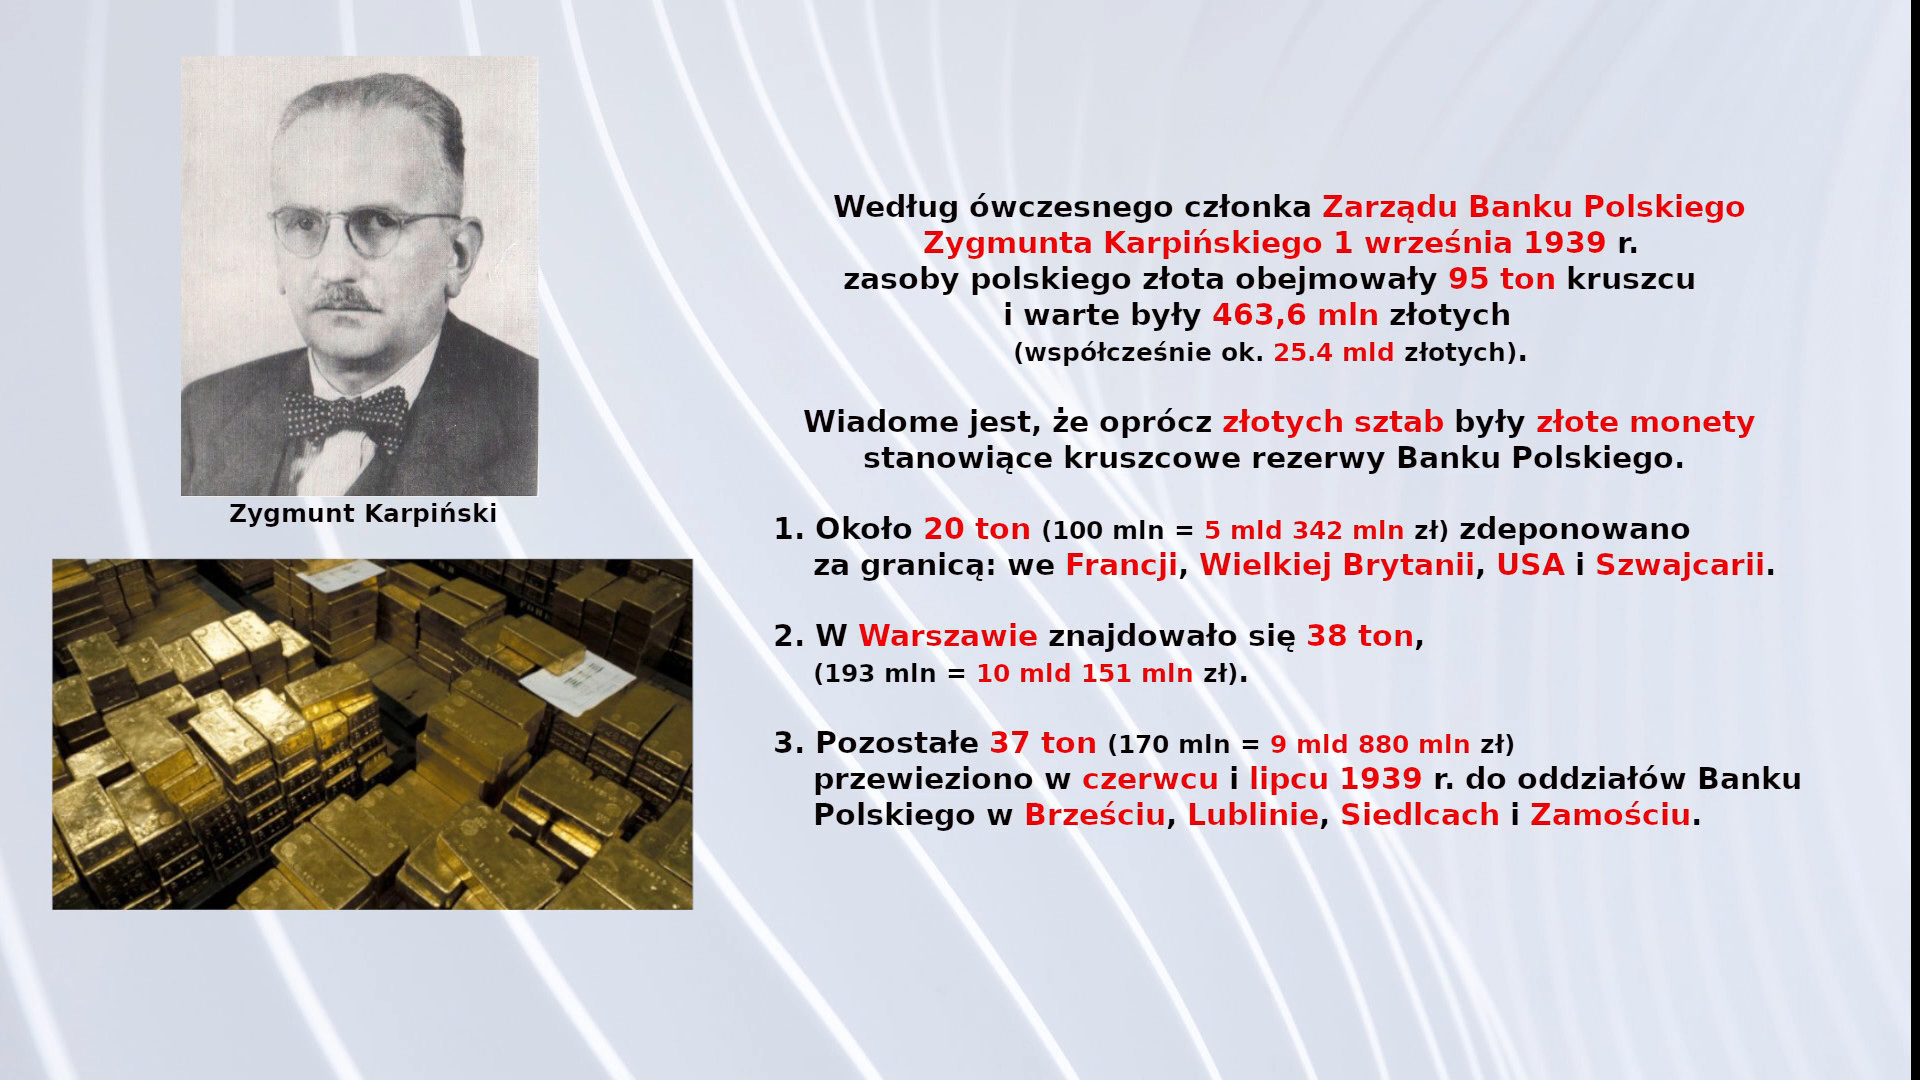 Według ówczesnego członka Zarządu Banku Polskiego
Zygmunta Karpińskiego 1 września 1939 r.
zasoby polskiego złota obejmowały 95 ton kruszcu
i warte były 463,6 mln złotych
(współcześnie ok. 25.4 mld złotych).
Wiadome jest, że oprócz złotych sztab były złote monety
stanowiące kruszcowe rezerwy Banku Polskiego.
1. Około 20 ton (100 mln = 5 mld 342 mln zł) zdeponowano
za granicą: we Francji, Wielkiej Brytanii, USA i Szwajcarii.
2. W Warszawie znajdowało się 38 ton,
(193 mln = 10 mld 151 mln zł).
3. Pozostałe 37 ton (170 mln = 9 mld 880 mln zł)
przewieziono w czerwcu i lipcu 1939 r. do oddziałów Banku
Polskiego w Brześciu, Lublinie, Siedlcach i Zamościu.
Zygmunt Karpiński